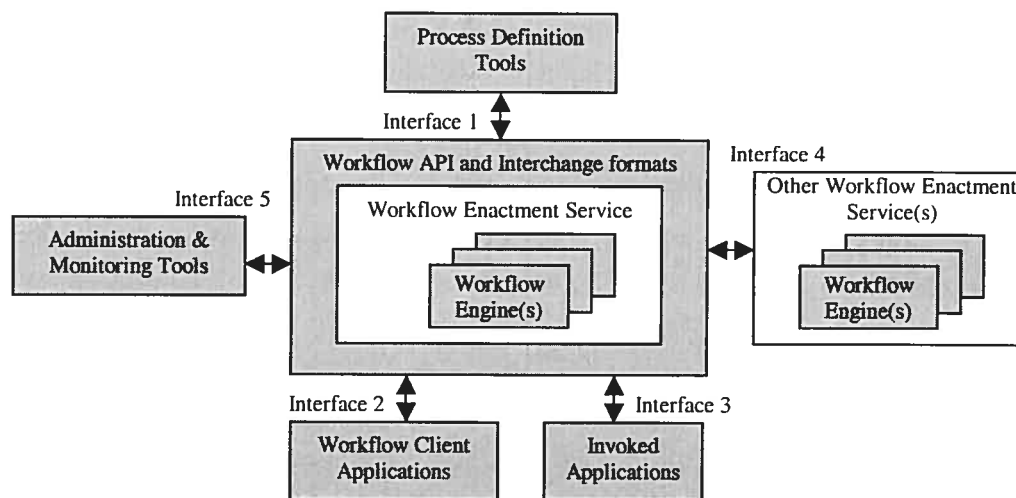 Process Definition
Tools
Interface 1
Workflow API and Interchange formats
Interface 4
Interface 5
Workflow Enactment Service
Other Workflow Enactment
Service(s)
Administration &
Monitoring Tools
Workflow
Engine(s)
Workflow
Engine(s)
Interface 2
Interface 3
Workflow Client
Applications
Invoked
Applications